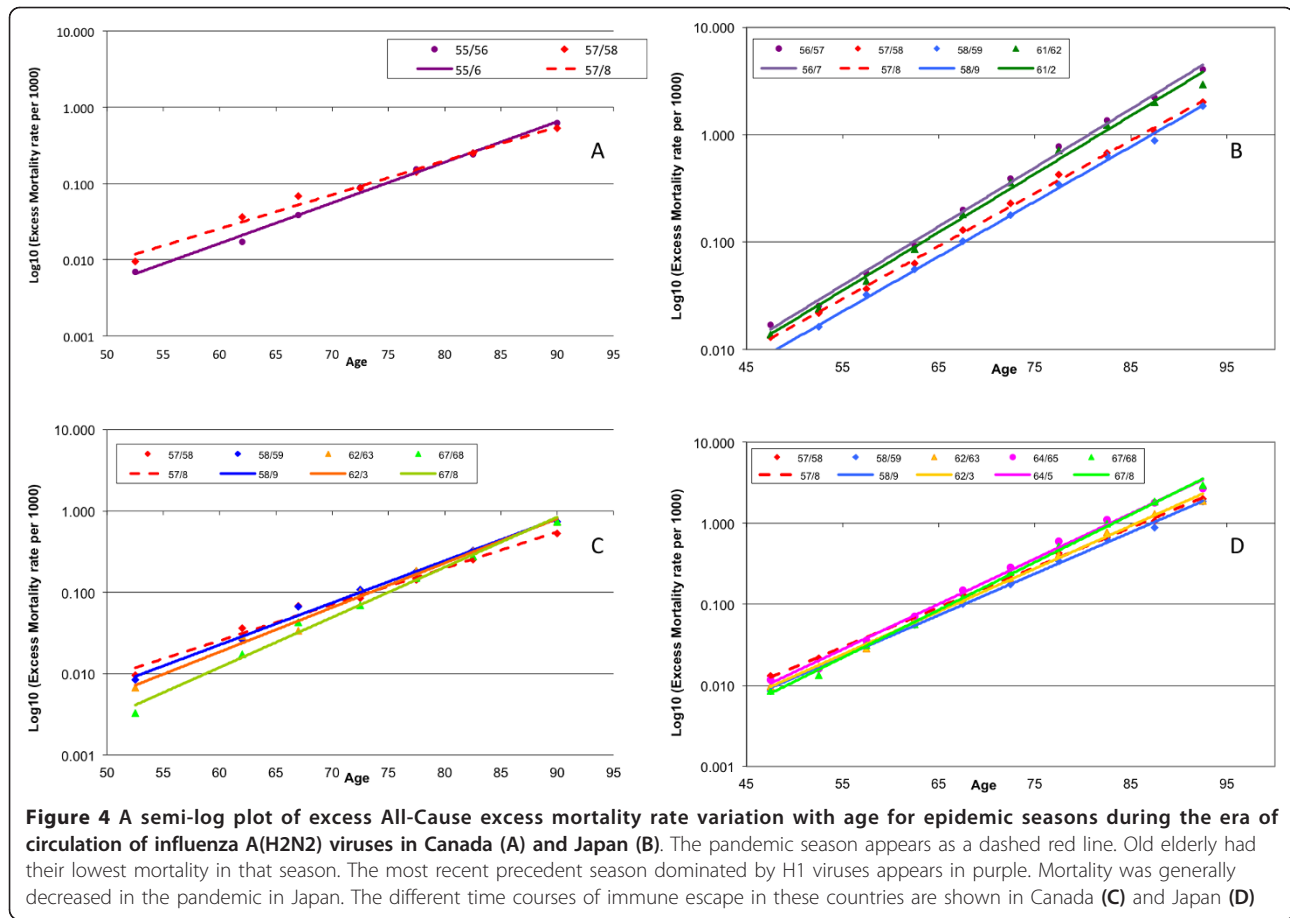 10.000
1.000
0.100
0.010
0.001
Log10 (Excess Mortality rate per 1000)
55/56 57/58
55/6 57/8
A
50 55 60 65 70 75 80 85 90 95
Age
10.000
1.000
0.100
0.010
Log10 (Excess Mortality rate per 1000)
56/57 57/58 58/59 61/62
56/7 57/8 58/9 61/2
B
45 55 65 75 85 95
Age
10.000
1.000
0.100
0.010
0.001
Log10 (Excess Mortality rate per 1000)
57/58 58/59 62/63 67/68
57/8 58/9 62/3 67/8
C
50 55 60 65 70 75 80 85 90 95
Age
10.000
1.000
0.100
0.010
0.001
Log10 (Excess Mortality rate per 1000)
57/58 58/59 62/63 64/65 67/68
57/8 58/9 62/3 64/5 67/8
D
45 55 65 75 85 95
Age
Figure 4 A semi-log plot of excess All-Cause excess mortality rate variation with age for epidemic seasons during the era of
circulation of influenza A(H2N2) viruses in Canada (A) and Japan (B). The pandemic season appears as a dashed red line. Old elderly had
their lowest mortality in that season. The most recent precedent season dominated by H1 viruses appears in purple. Mortality was generally
decreased in the pandemic in Japan. The different time courses of immune escape in these countries are shown in Canada (C) and Japan (D)